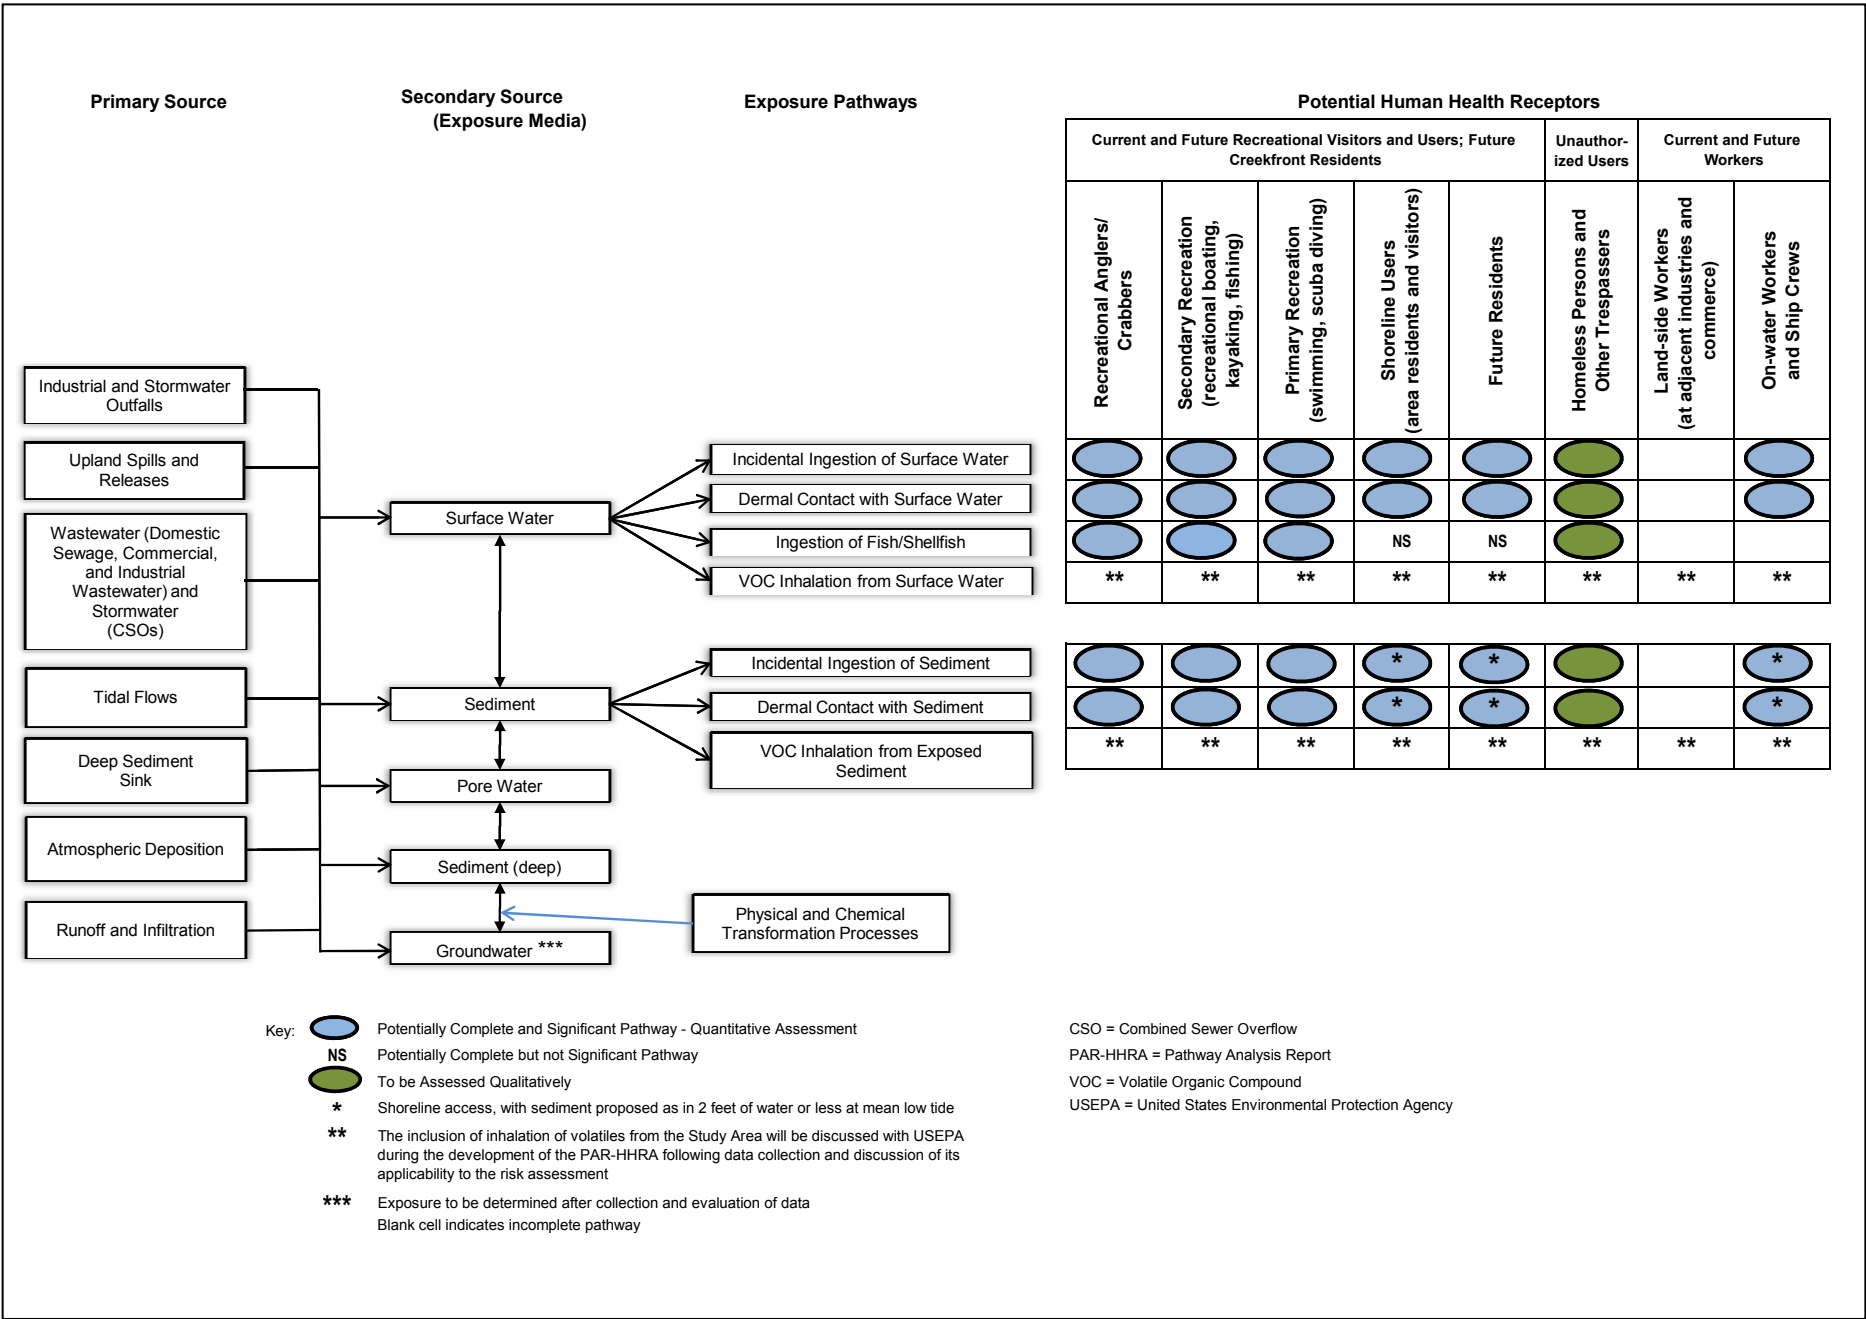 Primary Source
Secondary Source
(Exposure Media)
Exposure Pathways
Potential Human Health Receptors
Current and Future Recreational Visitors and Users; Future
Creekfront Residents
Unauthor-
ized Users
Current and Future
Workers
Recreational Anglers/
Crabbers
Secondary Recreation
(recreational boating,
kayaking, fishing)
Primary Recreation
(swimming, scuba diving)
Shoreline Users
(area residents and visitors)
Future Residents
Homeless Persons and
Other Trespassers
Land-side Workers
(at adjacent industries and
commerce)
On-water Workers
and Ship Crews
Industrial and Stormwater
Outfalls
Upland Spills and
Releases
Wastewater (Domestic
Sewage, Commercial,
and Industrial
Wastewater) and
Stormwater
(CSOs)
Tidal Flows
Deep Sediment
Sink
Atmospheric Deposition
Runoff and Infiltration
Surface Water
Sediment
Pore Water
Sediment (deep)
Groundwater ***
Incidental Ingestion of Surface Water
Dermal Contact with Surface Water
Ingestion of Fish/Shellfish
NS NS
VOC Inhalation from Surface Water
** ** ** ** ** ** ** **
Incidental Ingestion of Sediment
* * *
Dermal Contact with Sediment
* * *
VOC Inhalation from Exposed
Sediment
** ** ** ** ** ** ** **
Physical and Chemical
Transformation Processes
Key:
Potentially Complete and Significant Pathway - Quantitative Assessment
NS Potentially Complete but not Significant Pathway
To be Assessed Qualitatively
* Shoreline access, with sediment proposed as in 2 feet of water or less at mean low tide
** The inclusion of inhalation of volatiles from the Study Area will be discussed with USEPA
during the development of the PAR-HHRA following data collection and discussion of its
applicability to the risk assessment
*** Exposure to be determined after collection and evaluation of data
Blank cell indicates incomplete pathway
CSO = Combined Sewer Overflow
PAR-HHRA = Pathway Analysis Report
VOC = Volatile Organic Compound
USEPA = United States Environmental Protection Agency